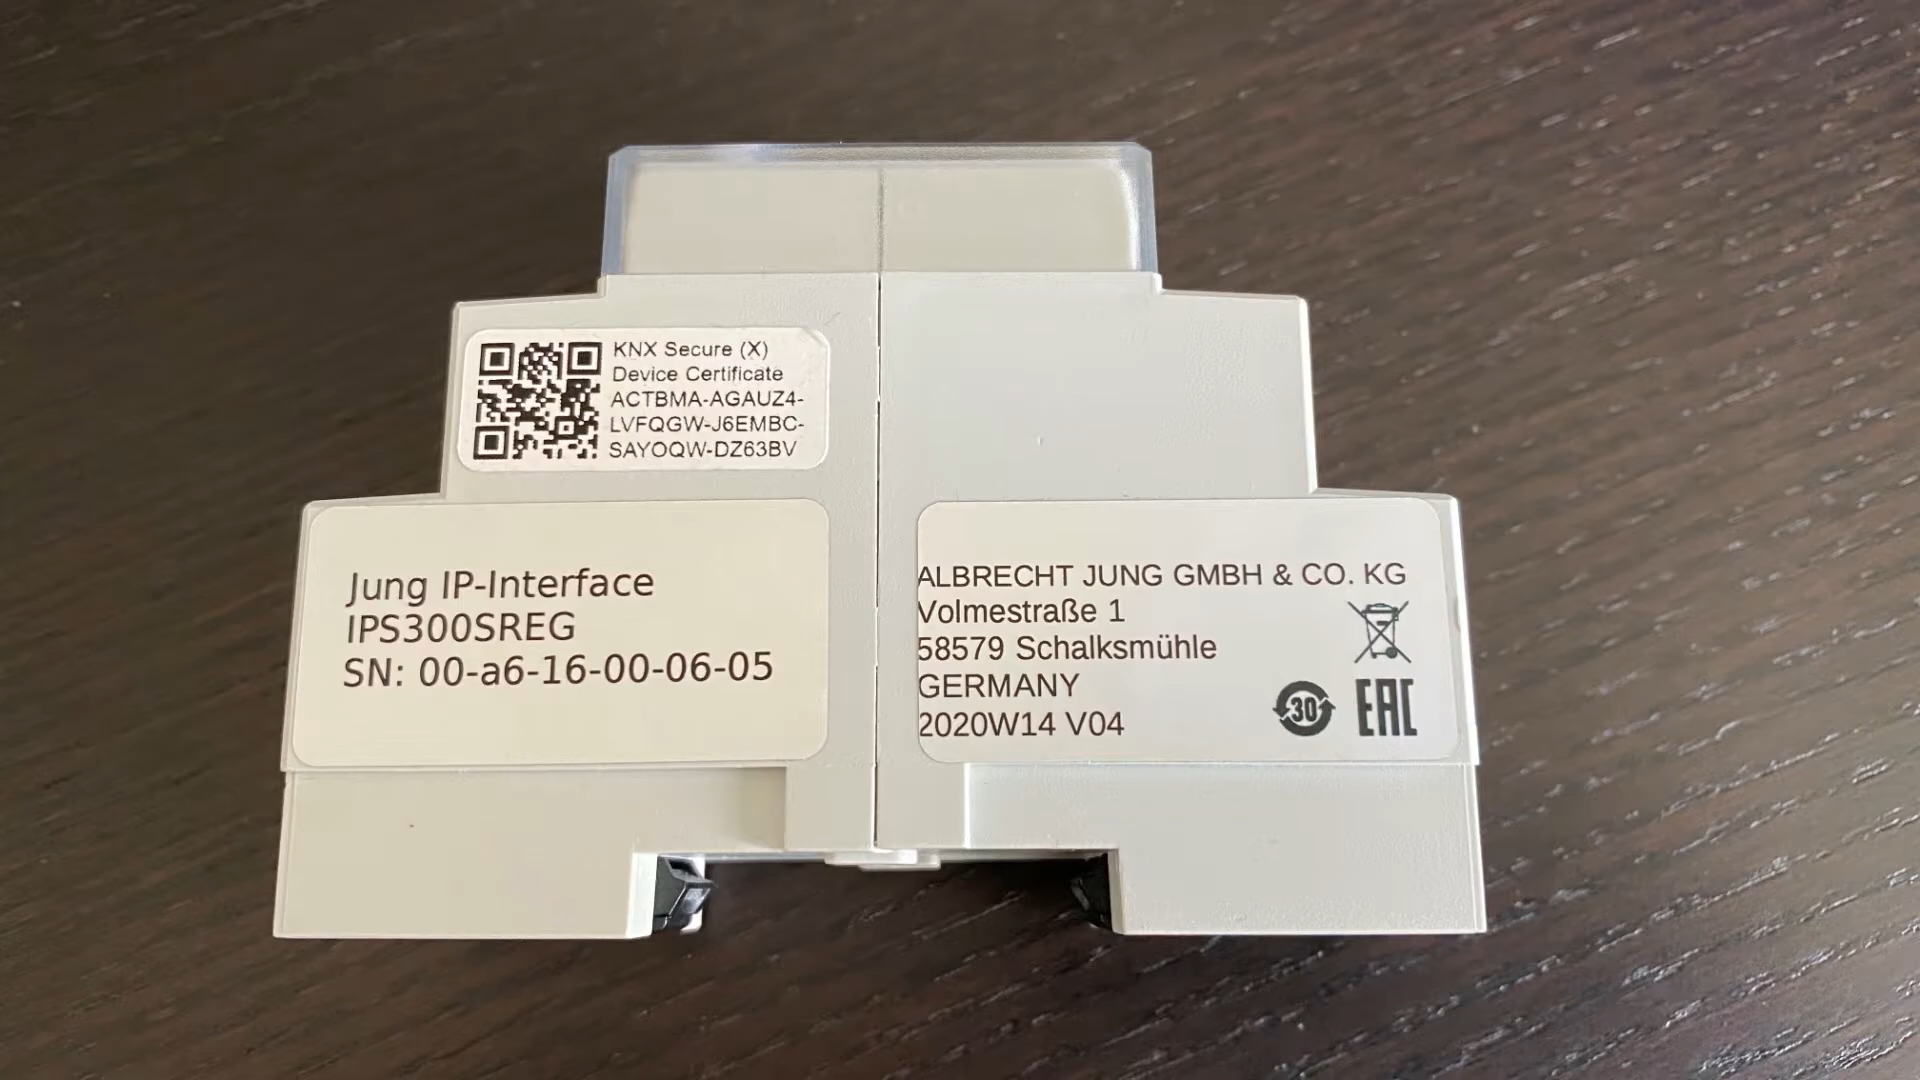 KNX Secure (X)
Device Certificate
ACTBMA-AGAUZ4-
LVFQGW-J6EMBC-
SAYOQW-DZ63BV
Jung IP-Interface
IPS300SREG
SN: 00-a6-16-00-06-05
ALBRECHT JUNG GMBH & CO. KG
Volmestraße 1
58579 Schalksmühle
GERMANY
2020W14 V04
30
EAC